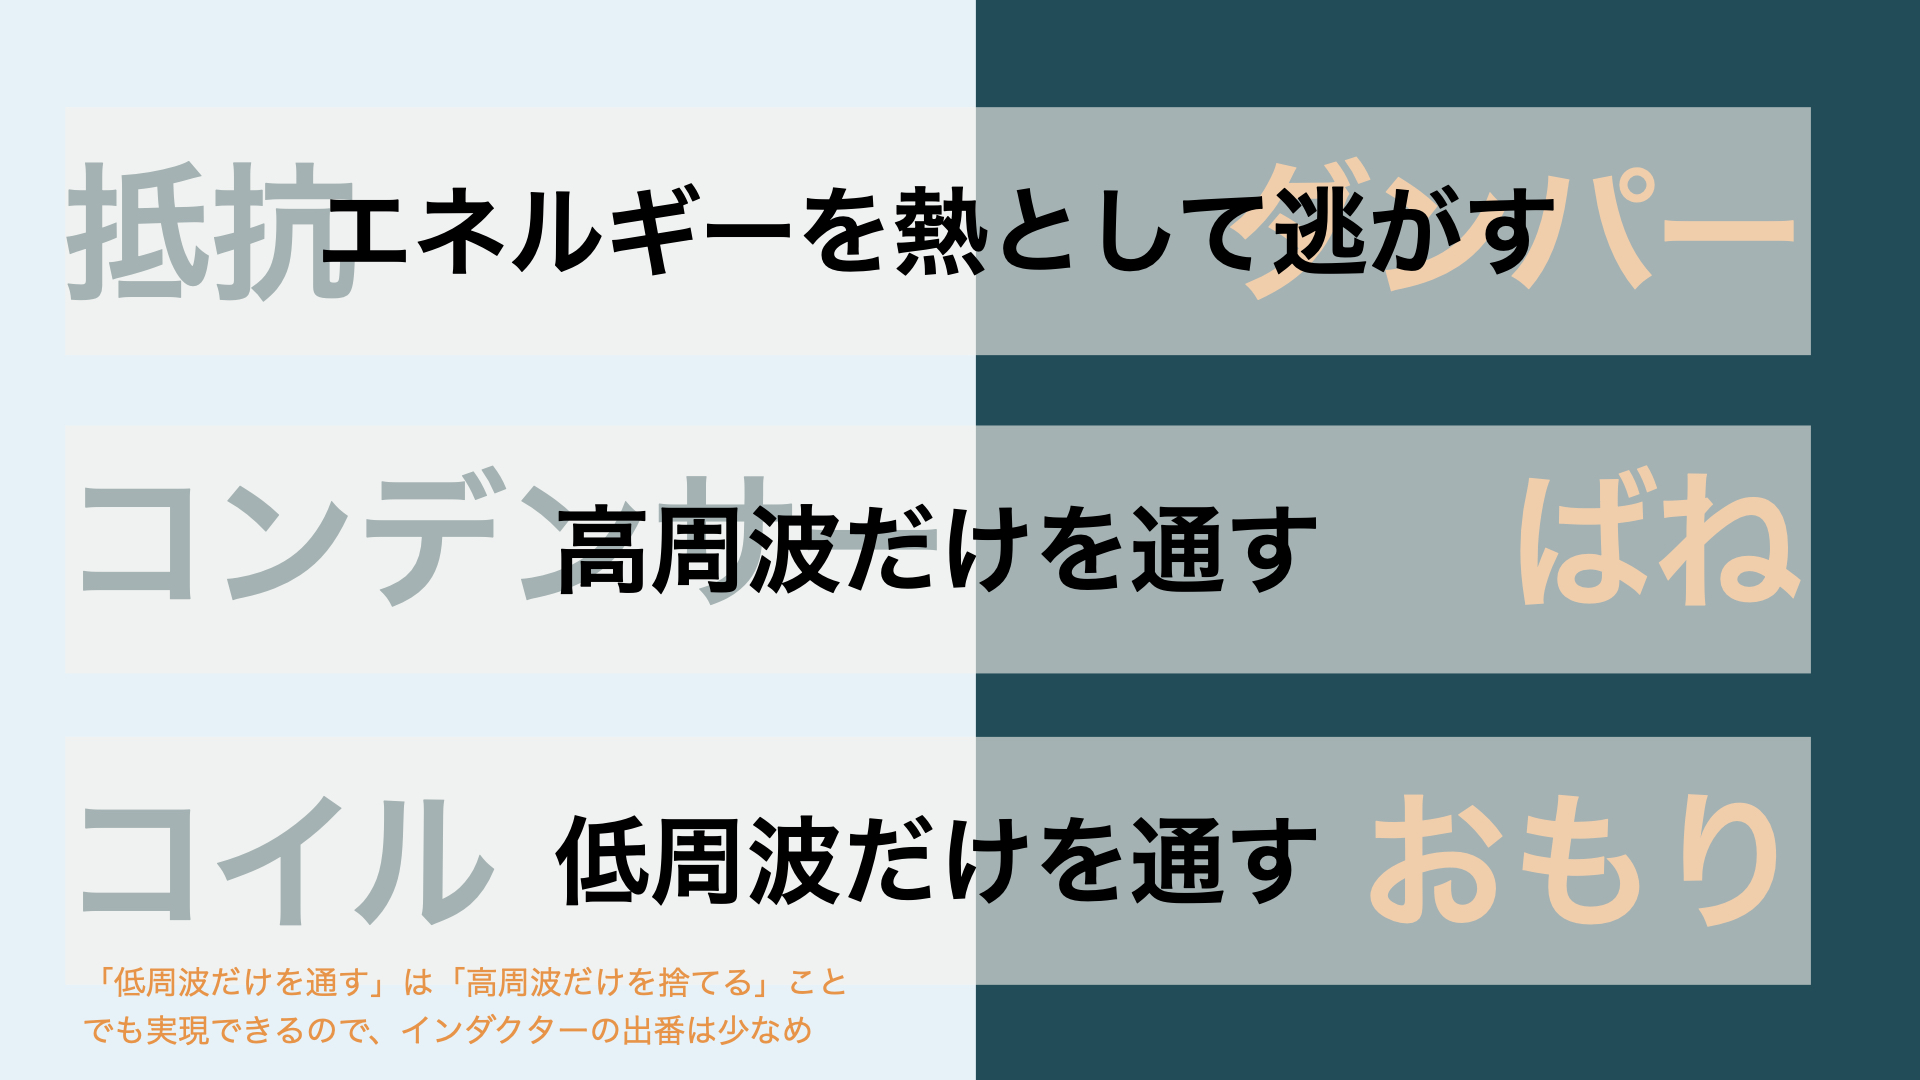 抵抗
エネルギーを熱として逃がす
ダンパー
コンデンサー
高周波だけを通す
ばね
コイル
低周波だけを通す
おもり
「低周波だけを通す」は「高周波だけを捨てる」こと
でも実現できるので、インダクターの出番は少なめ